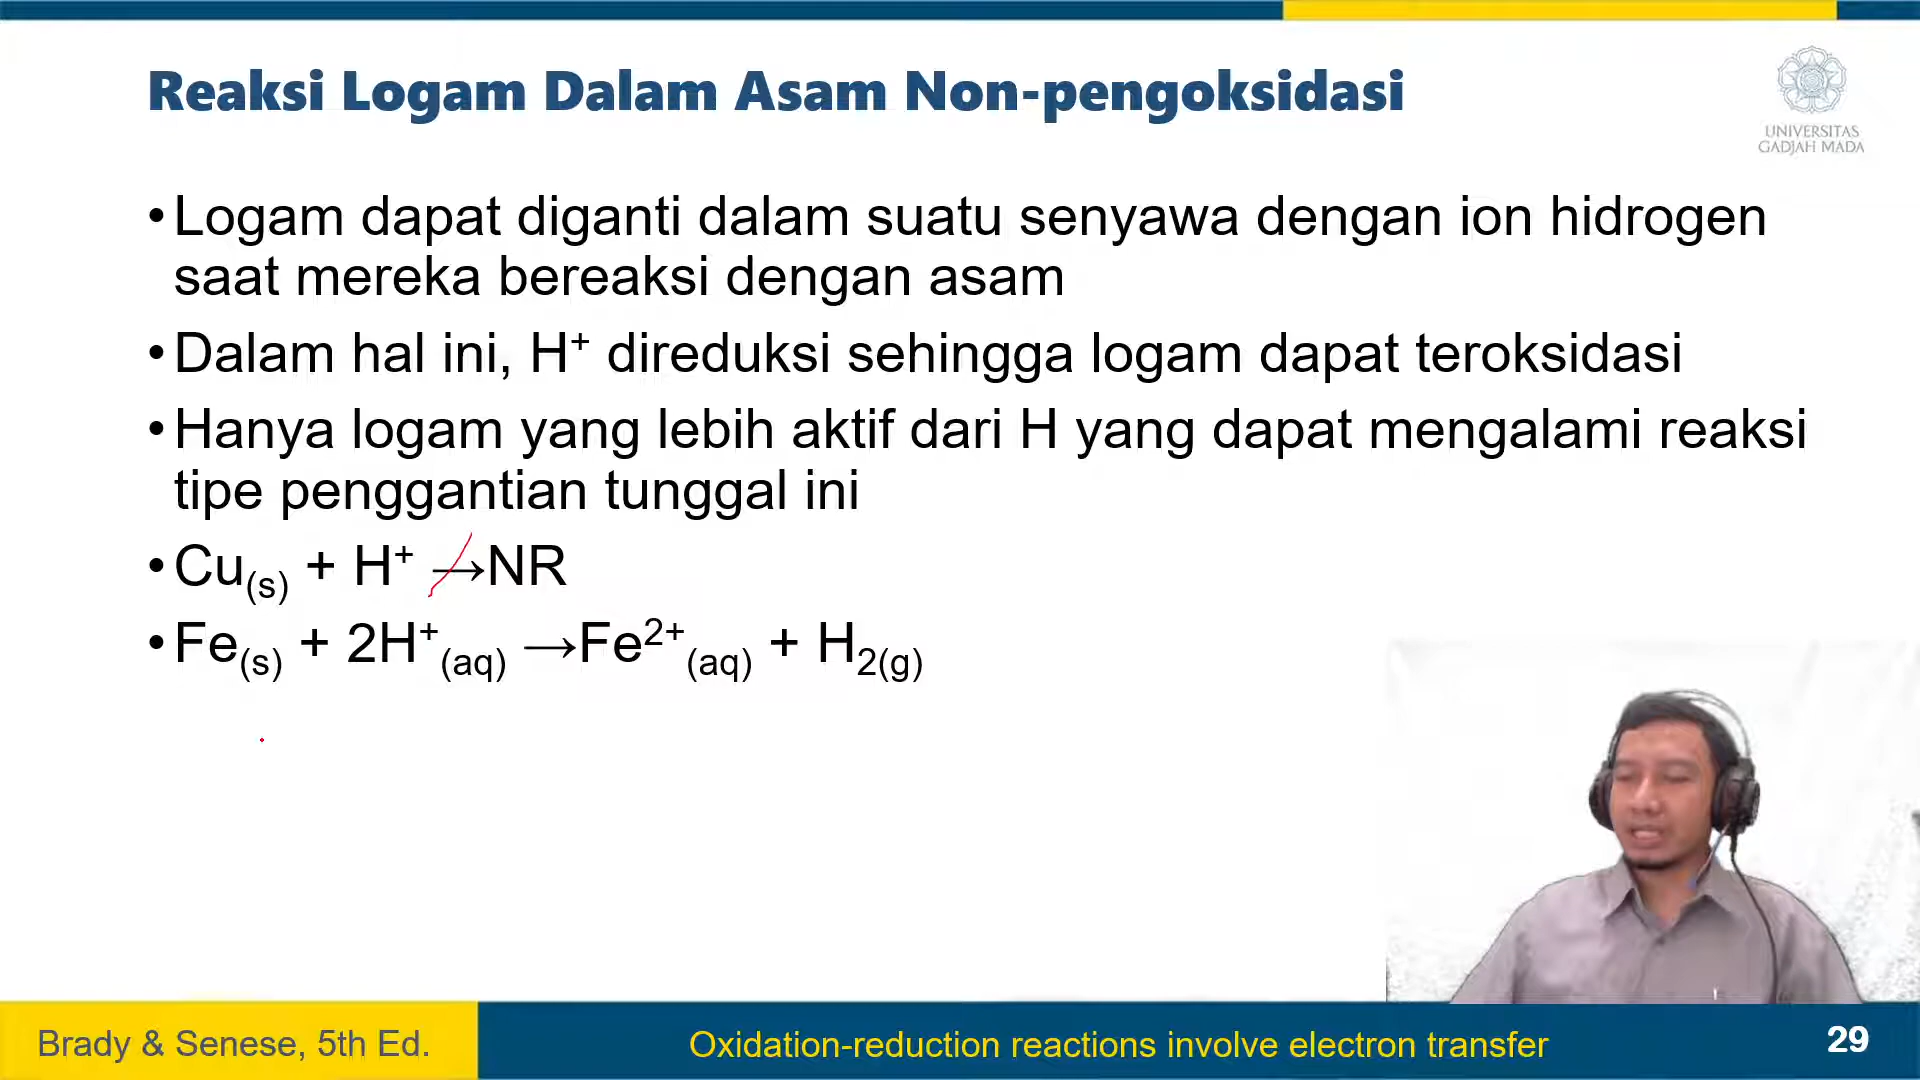 Reaksi Logam Dalam Asam Non-pengoksidasi
UNIVERSITAS
GADJAH MADA
•Logam dapat diganti dalam suatu senyawa dengan ion hidrogen
saat mereka bereaksi dengan asam
•Dalam hal ini, H⁺ direduksi sehingga logam dapat teroksidasi
•Hanya logam yang lebih aktif dari H yang dapat mengalami reaksi
tipe penggantian tunggal ini
•Cu₍s₎ + H⁺ →NR
•Fe₍s₎ + 2H⁺(aq) →Fe²⁺(aq) + H₂(g)
Brady & Senese, 5th Ed.
Oxidation-reduction reactions involve electron transfer
29